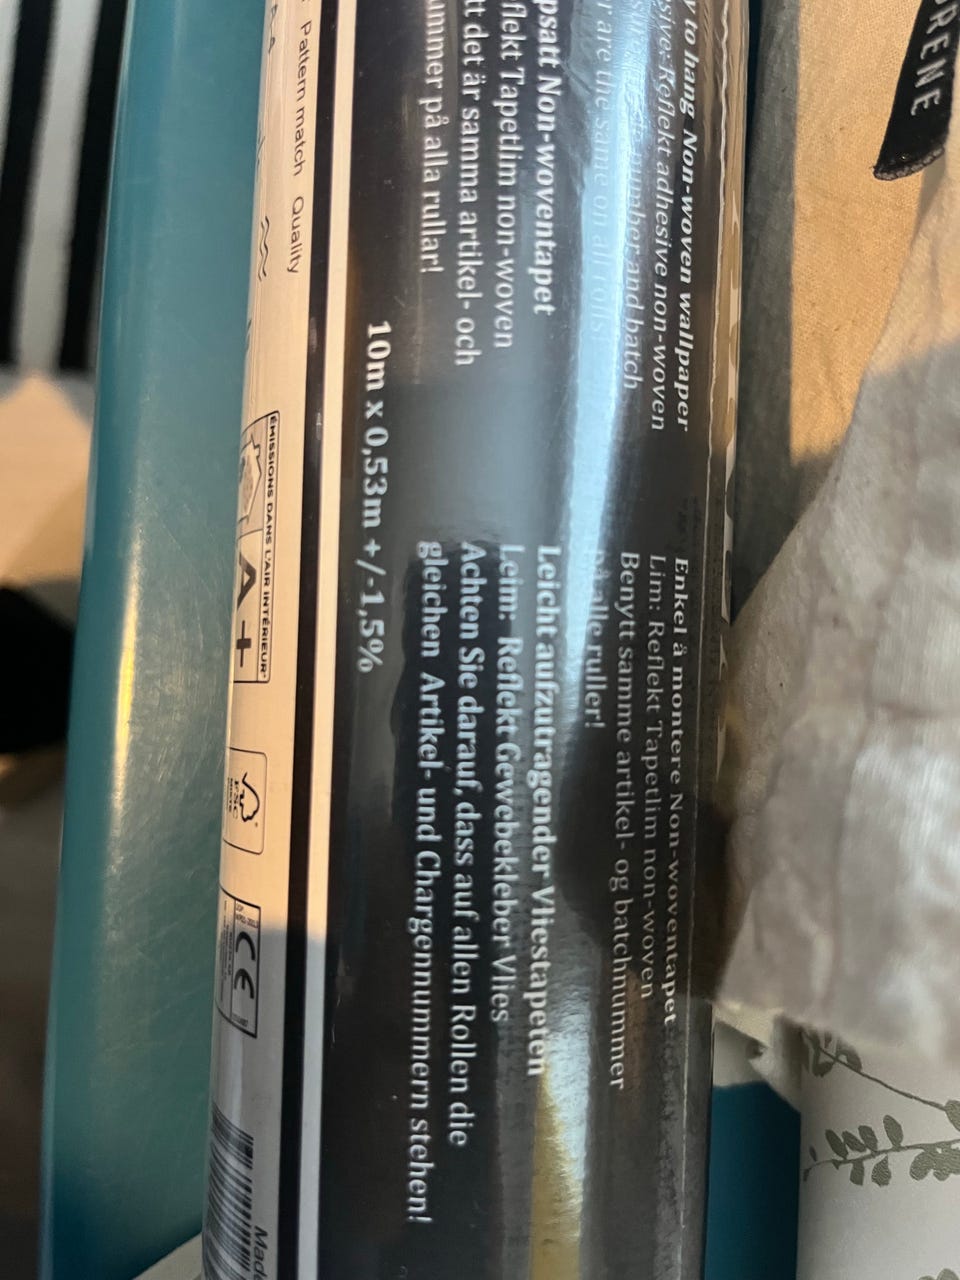 y to hang Non-woven wallpaper
sive: Reflekt adhesive non-woven
number and batch
r are the same on all rolls!
psatt Non-woventapet
flekt Tapetlim non-woven
tt det är samma artikel- och
ummer på alla rullar!
Enkel å montere Non-woventapet
Lim: Reflekt Tapetlim non-woven
Benytt samme artikel- og batchnummer
alle ruller!
Leicht aufzutragender Vliestapeten
Leim: Reflekt Gewebekleber Vlies
Achten Sie darauf, dass auf allen Rollen die
gleichen Artikel- und Chargennummern stehen!
10m x 0,53m +/-1,5%
Pattern match Quality
ÉMISSIONS DANS L'AIR INTÉRIEUR*
A+
FSC
CE
Made
RENE